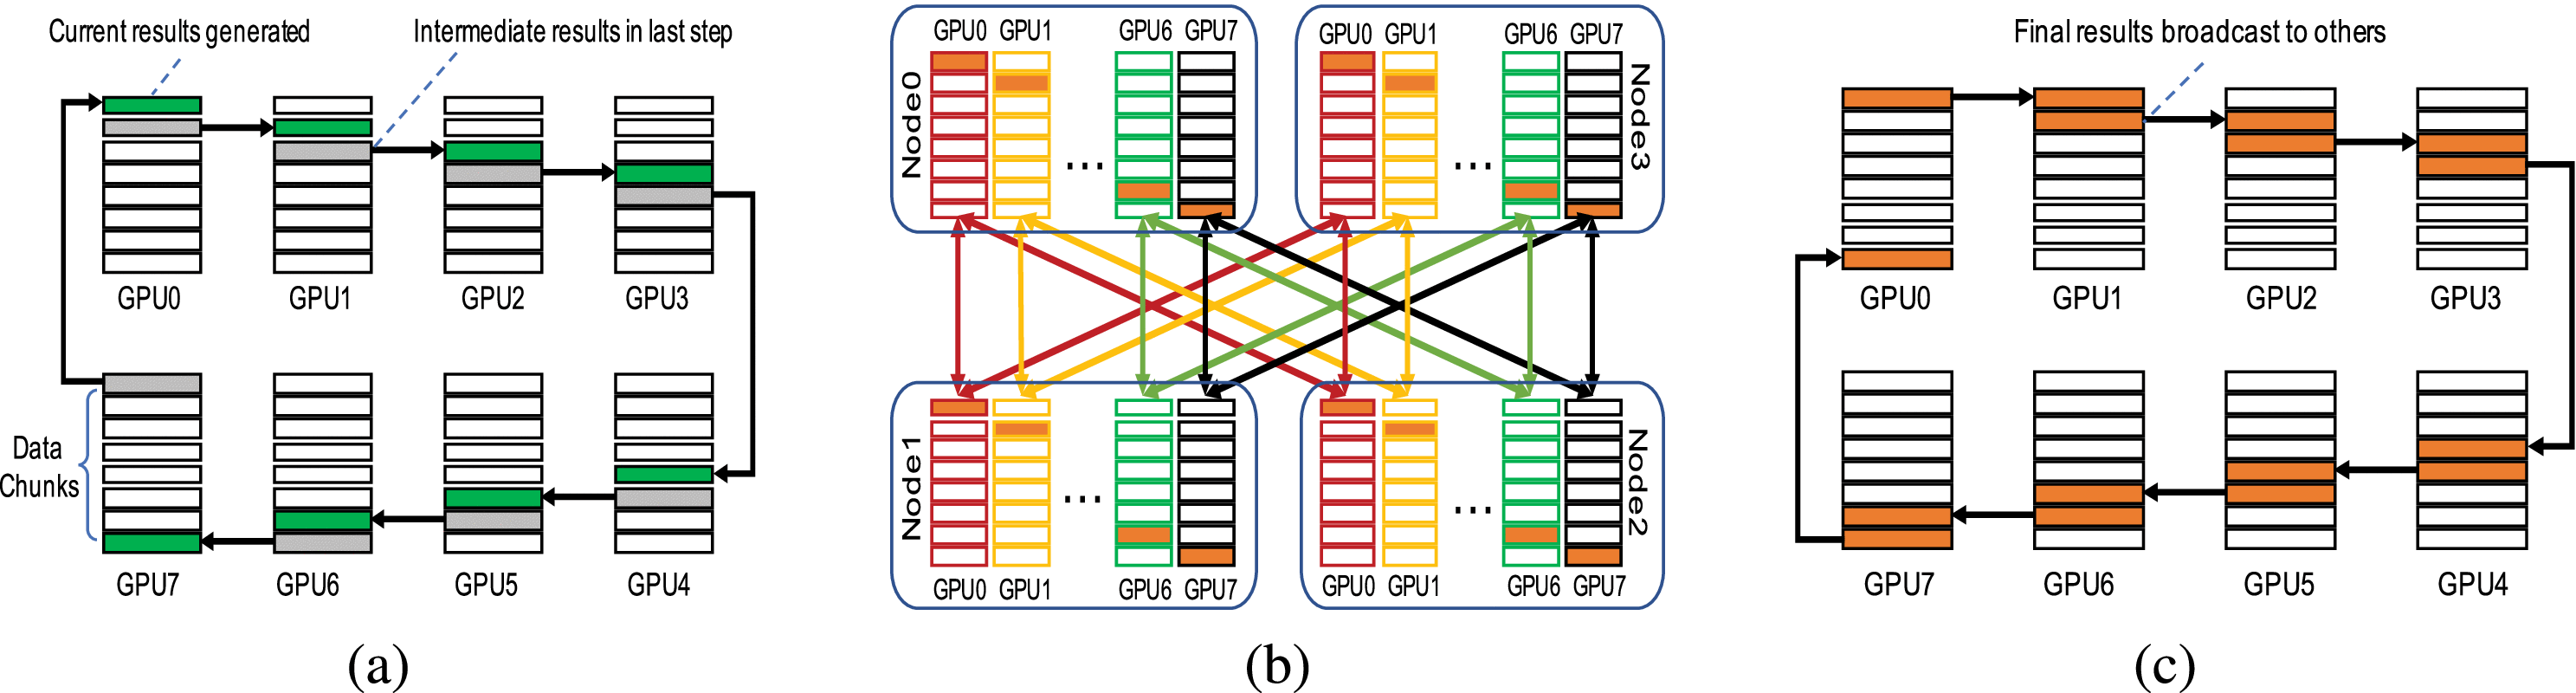 Current results generated
Intermediate results in last step
GPU0
GPU1
GPU2
GPU3
Data
Chunks
GPU7
GPU6
GPU5
GPU4
(a)
GPU0 GPU1 GPU6 GPU7
Node0
...
GPU0 GPU1 GPU6 GPU7
Node3
...
Node1
...
GPU0 GPU1 GPU6 GPU7
Node2
...
GPU0 GPU1 GPU6 GPU7
(b)
Final results broadcast to others
GPU0
GPU1
GPU2
GPU3
GPU7
GPU6
GPU5
GPU4
(c)